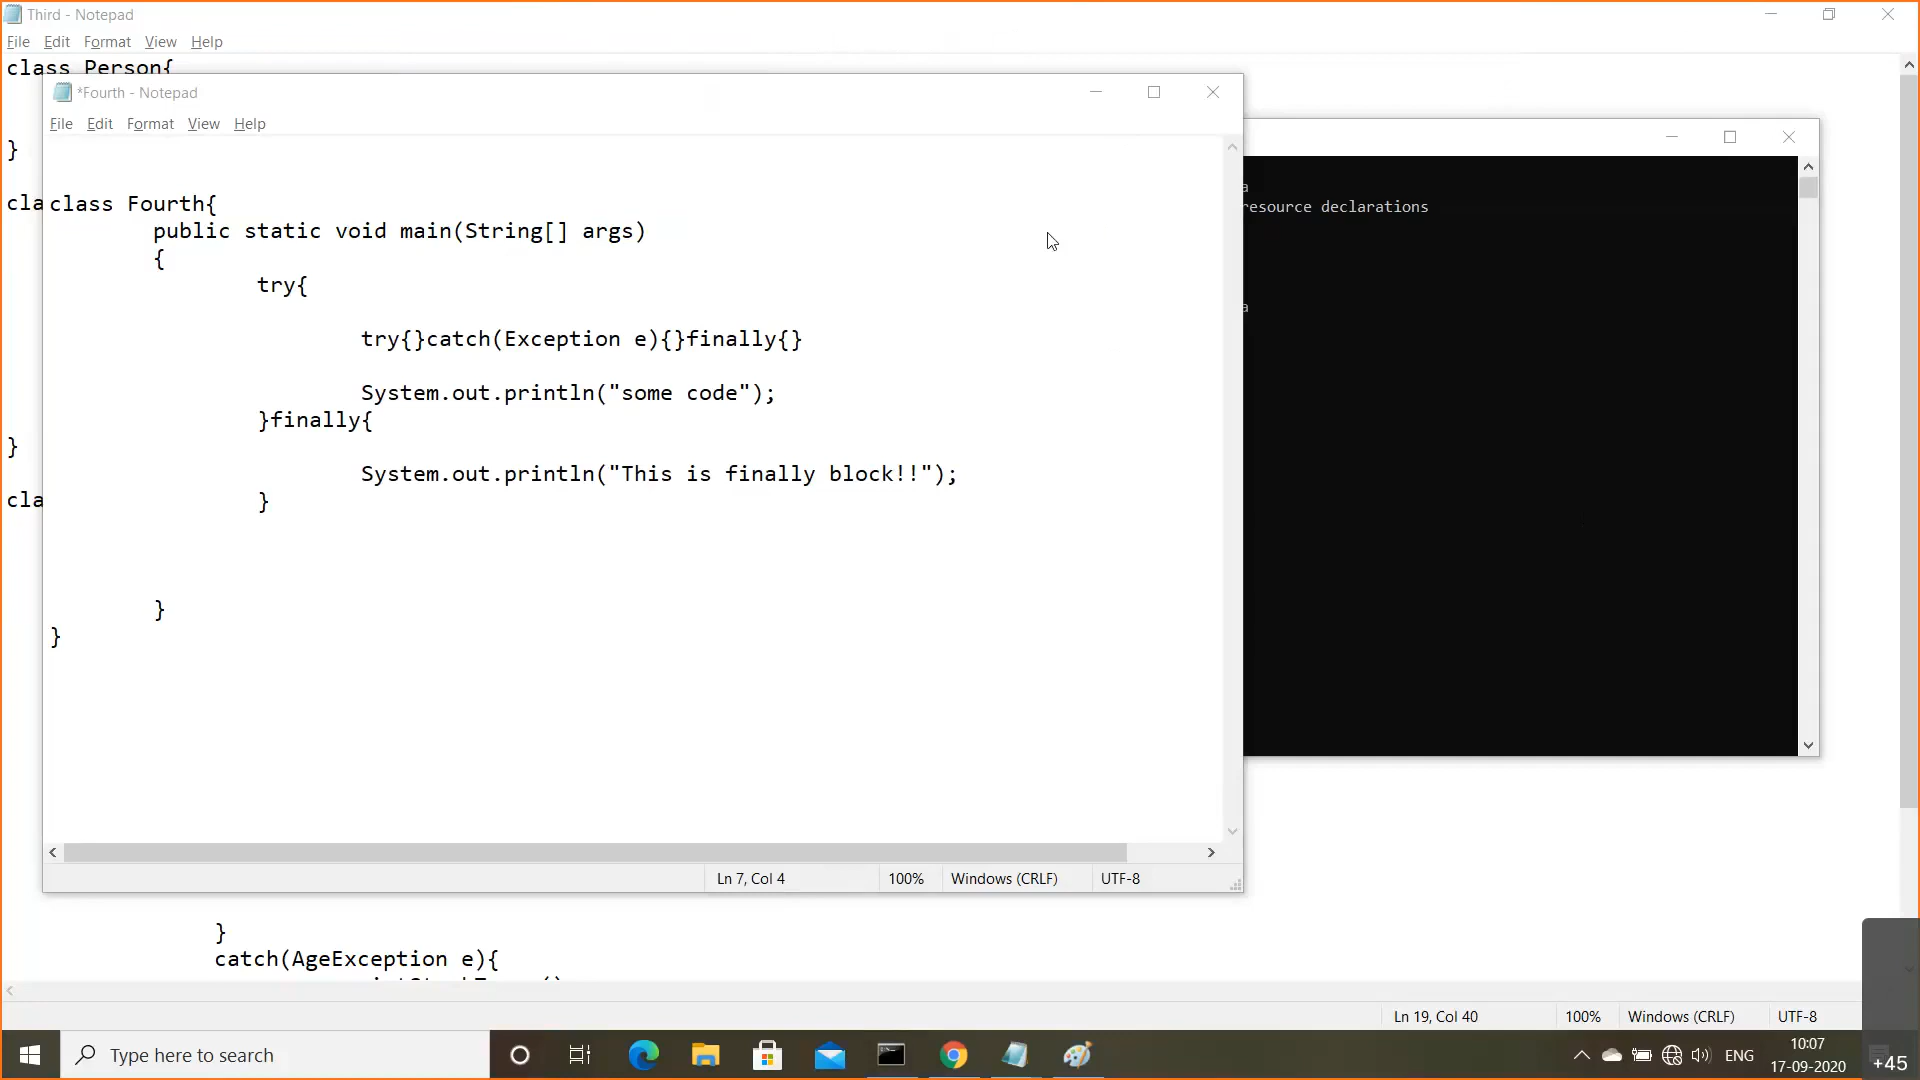 Third - Notepad
File Edit Format View Help
class Person{
}
cla
}
cla
*Fourth - Notepad
File Edit Format View Help
class Fourth{
public static void main(String[] args)
{
try{
try{}catch(Exception e){}finally{}
System.out.println("some code");
}finally{
System.out.println("This is finally block!!");
}
}
}
Ln 7, Col 4 100% Windows (CRLF) UTF-8
a
resource declarations
a
}
catch(AgeException e){
Ln 19, Col 40 100% Windows (CRLF) UTF-8
Type here to search
ENG
10:07
17-09-2020
+45